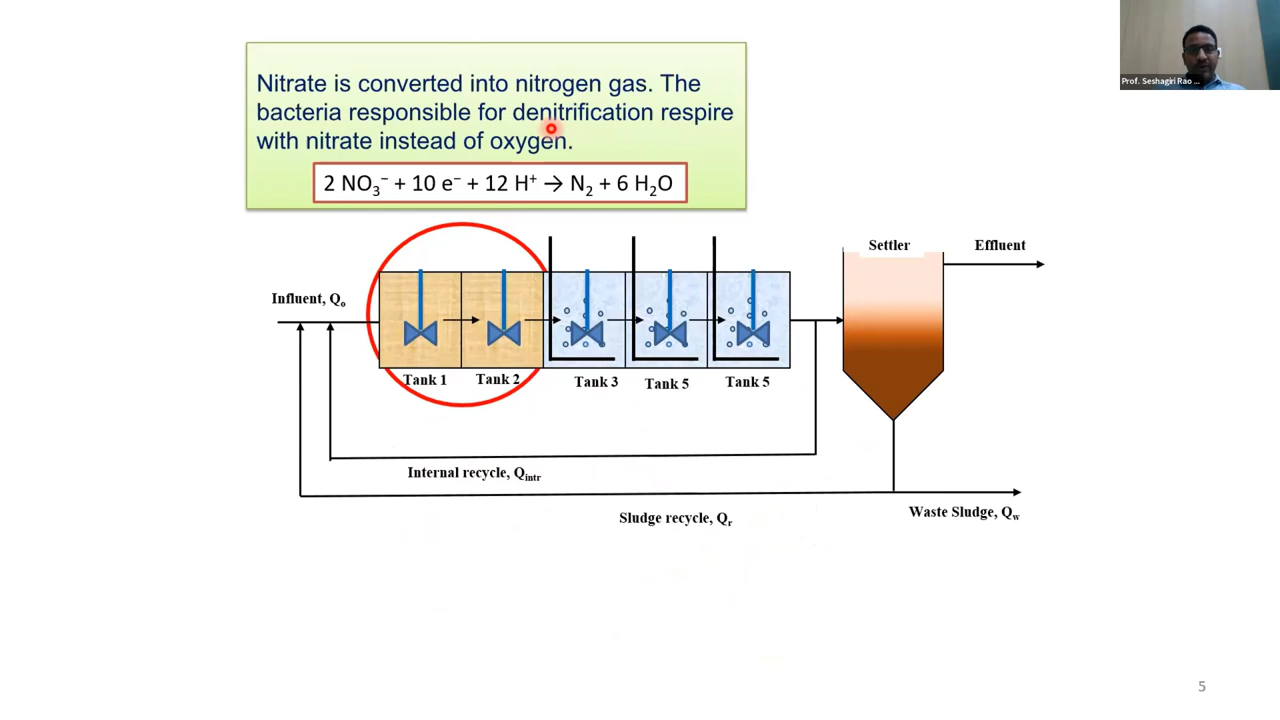 Prof. Seshagiri Rao ...
Nitrate is converted into nitrogen gas. The
bacteria responsible for denitrification respire
with nitrate instead of oxygen.
2 NO₃⁻ + 10 e⁻ + 12 H⁺ → N₂ + 6 H₂O
Settler
Effluent
Influent, Qₒ
Tank 1
Tank 2
Tank 3
Tank 5
Tank 5
Internal recycle, Qᵢₙₜᵣ
Sludge recycle, Qᵣ
Waste Sludge, Q_w
5